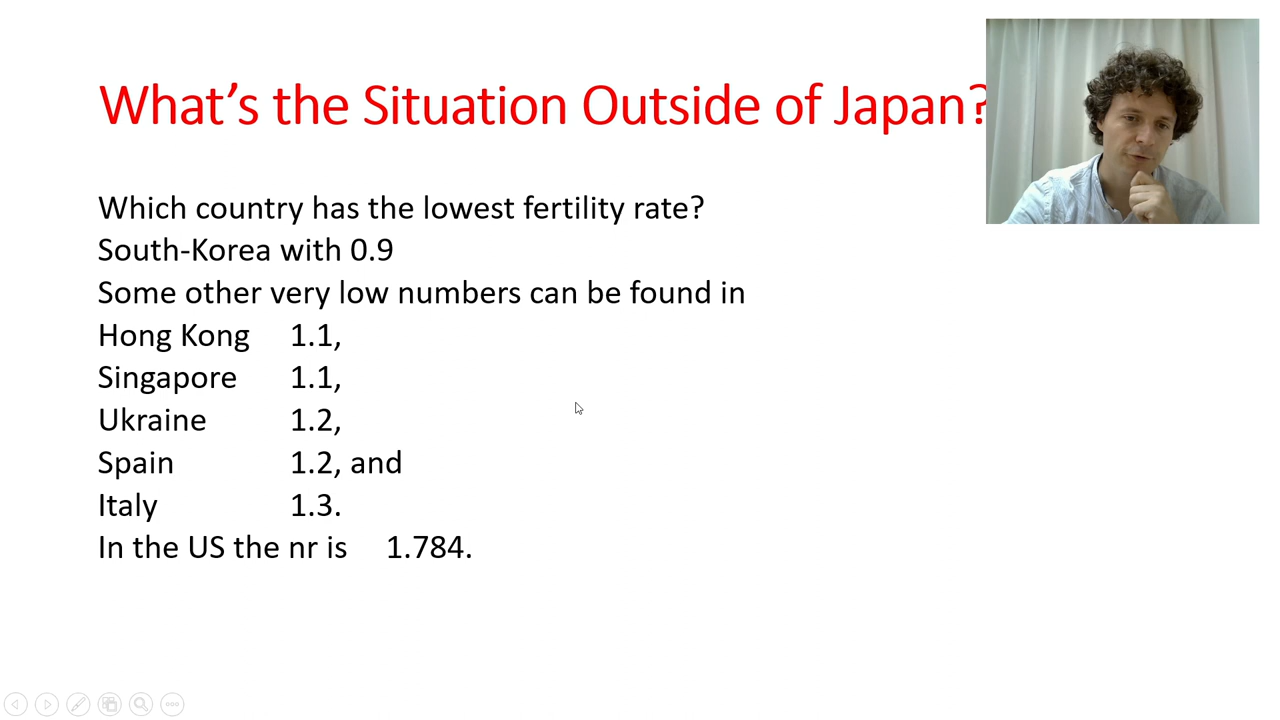 What's the Situation Outside of Japan?
Which country has the lowest fertility rate?
South-Korea with 0.9
Some other very low numbers can be found in
Hong Kong 1.1,
Singapore 1.1,
Ukraine 1.2,
Spain 1.2, and
Italy 1.3.
In the US the nr is 1.784.